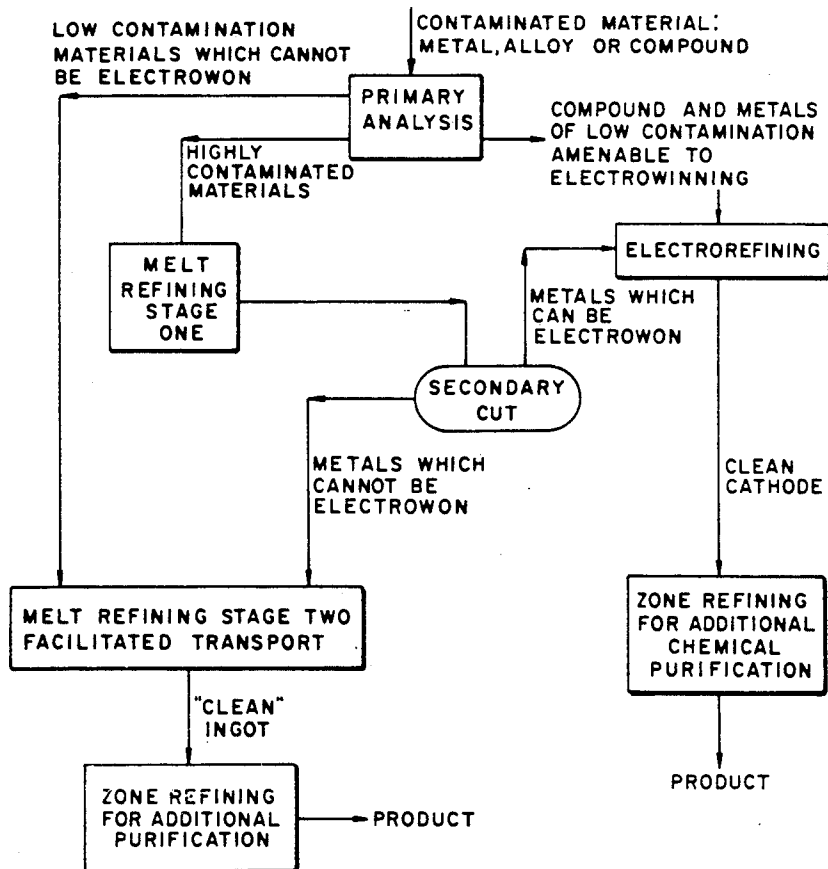 CONTAMINATED MATERIAL:
METAL, ALLOY OR COMPOUND
LOW CONTAMINATION
MATERIALS WHICH CANNOT
BE ELECTROWON
PRIMARY
ANALYSIS
COMPOUND AND METALS
OF LOW CONTAMINATION
AMENABLE TO
ELECTROWINNING
HIGHLY
CONTAMINATED
MATERIALS
MELT
REFINING
STAGE
ONE
ELECTROREFINING
METALS WHICH
CAN BE
ELECTROWON
SECONDARY
CUT
METALS WHICH
CANNOT BE
ELECTROWON
CLEAN
CATHODE
MELT REFINING STAGE TWO
FACILITATED TRANSPORT
ZONE REFINING
FOR ADDITIONAL
CHEMICAL
PURIFICATION
"CLEAN"
INGOT
PRODUCT
ZONE REFINING
FOR ADDITIONAL
PURIFICATION
PRODUCT